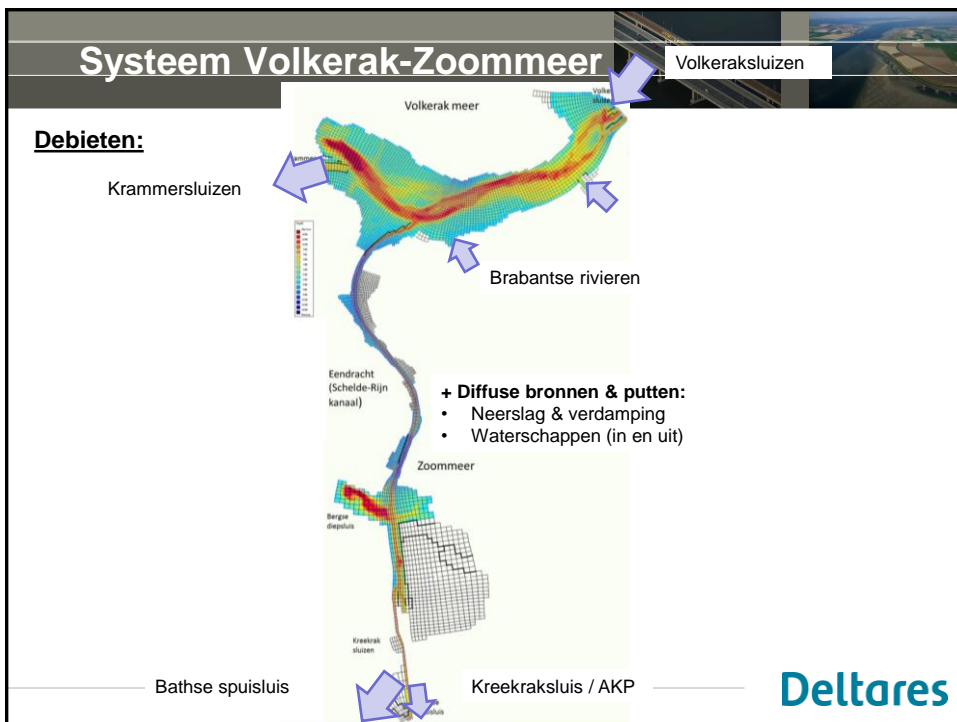 Systeem Volkerak-Zoommeer
Volkeraksluizen
Volkerak meer
Debieten:
Krammersluizen
Brabantse rivieren
Eendracht
(Schelde-Rijn
kanaal)
+ Diffuse bronnen & putten:
• Neerslag & verdamping
• Waterschappen (in en uit)
Zoommeer
Bergse
diepsluis
Kreekrak
sluizen
Bathse spuisluis
Kreekraksluis / AKP
Deltares